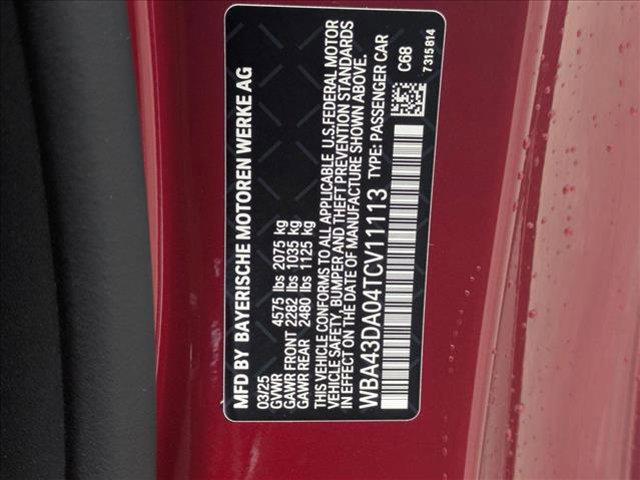 MFD BY BAYERISCHE MOTOREN WERKE AG
03/25
GVWR 4575 lbs 2075 kg
GAWR FRONT 2282 lbs 1035 kg
GAWR REAR 2480 lbs 1125 kg
THIS VEHICLE CONFORMS TO ALL APPLICABLE U.S.FEDERAL MOTOR
VEHICLE SAFETY, BUMPER AND THEFT PREVENTION STANDARDS
IN EFFECT ON THE DATE OF MANUFACTURE SHOWN ABOVE.
WBA43DA04TCV11113 TYPE: PASSENGER CAR
C68
7315814